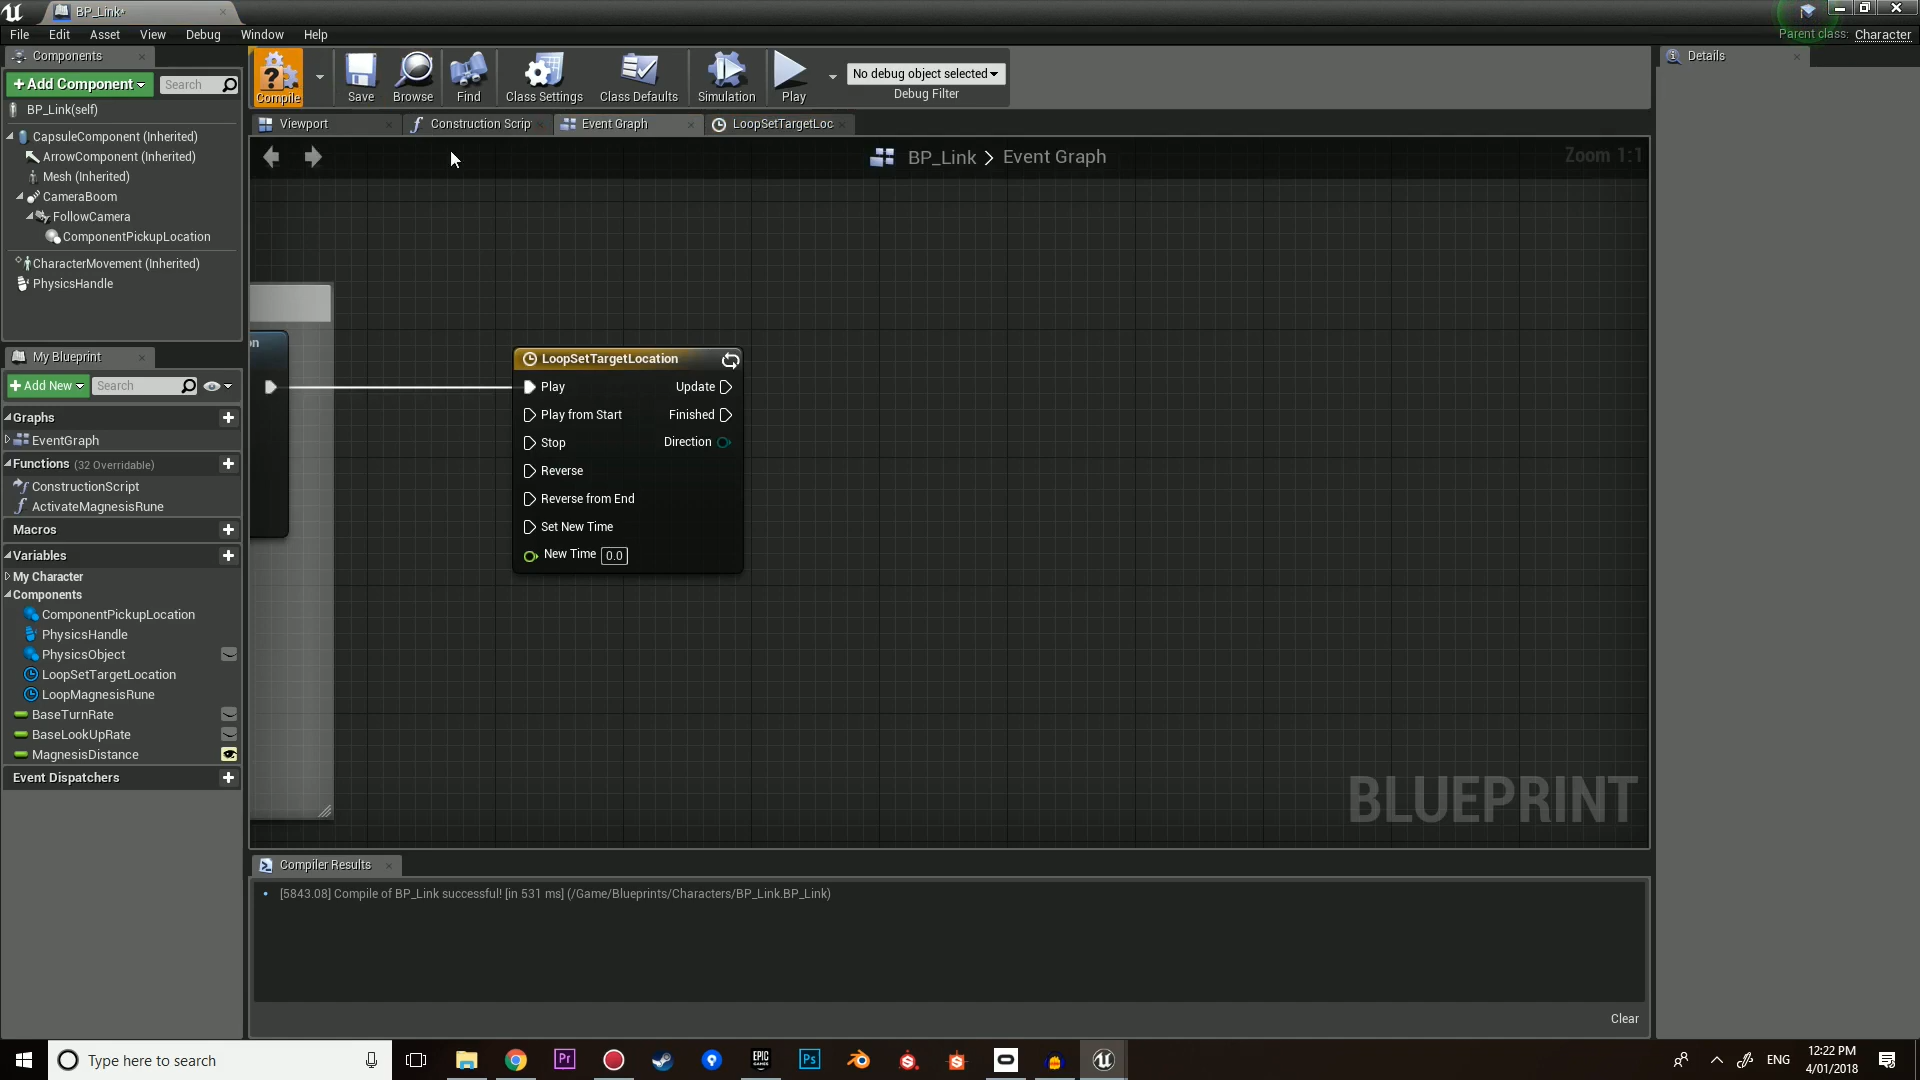 BP_Link*
File Edit Asset View Debug Window Help
Parent class: Character
Components
+Add Component
Search
BP_Link(self)
CapsuleComponent (Inherited)
ArrowComponent (Inherited)
Mesh (Inherited)
CameraBoom
FollowCamera
ComponentPickupLocation
CharacterMovement (Inherited)
PhysicsHandle
My Blueprint
+Add New
Search
Graphs
EventGraph
Functions (32 Overridable)
ConstructionScript
ActivateMagnesisRune
Macros
Variables
My Character
Components
ComponentPickupLocation
PhysicsHandle
PhysicsObject
LoopSetTargetLocation
LoopMagnesisRune
BaseTurnRate
BaseLookUpRate
MagnesisDistance
Event Dispatchers
Compile Save Browse Find Class Settings Class Defaults Simulation Play
No debug object selected
Debug Filter
Viewport Construction Scrip Event Graph LoopSetTargetLoc
BP_Link > Event Graph
Zoom 1:1
on
LoopSetTargetLocation
Play Update
Play from Start Finished
Stop Direction
Reverse
Reverse from End
Set New Time
New Time 0.0
BLUEPRINT
Compiler Results
[5843.08] Compile of BP_Link successful! [in 531 ms] (/Game/Blueprints/Characters/BP_Link.BP_Link)
Clear
Details
Type here to search
Pr
EPIC
GAMES
Ps
ENG
12:22 PM
4/01/2018